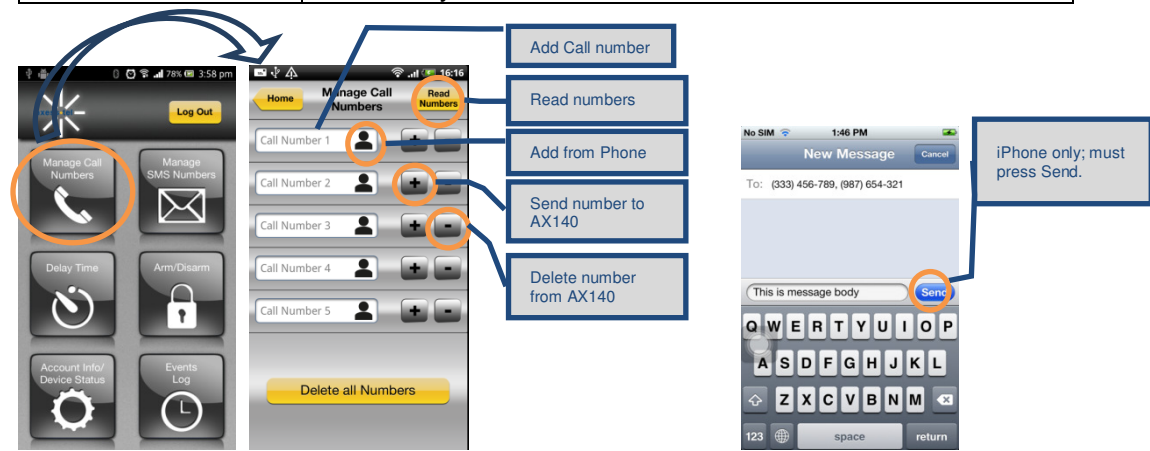 78% 3:58 pm
Log Out
Manage Call
Numbers
Manage
SMS Numbers
Delay Time
Arm/Disarm
Account Info/
Device Status
Events
Log
16:16
Home
Manage Call
Numbers
Read
Numbers
Call Number 1
+
-
Call Number 2
+
-
Call Number 3
+
-
Call Number 4
+
-
Call Number 5
+
-
Delete all Numbers
Add Call number
Read numbers
Add from Phone
Send number to
AX140
Delete number
from AX140
No SIM 1:46 PM
New Message
Cancel
To: (333) 456-789, (987) 654-321
This is message body
Send
Q W E R T Y U I O P
A S D F G H J K L
Z X C V B N M
123 space return
iPhone only; must
press Send.